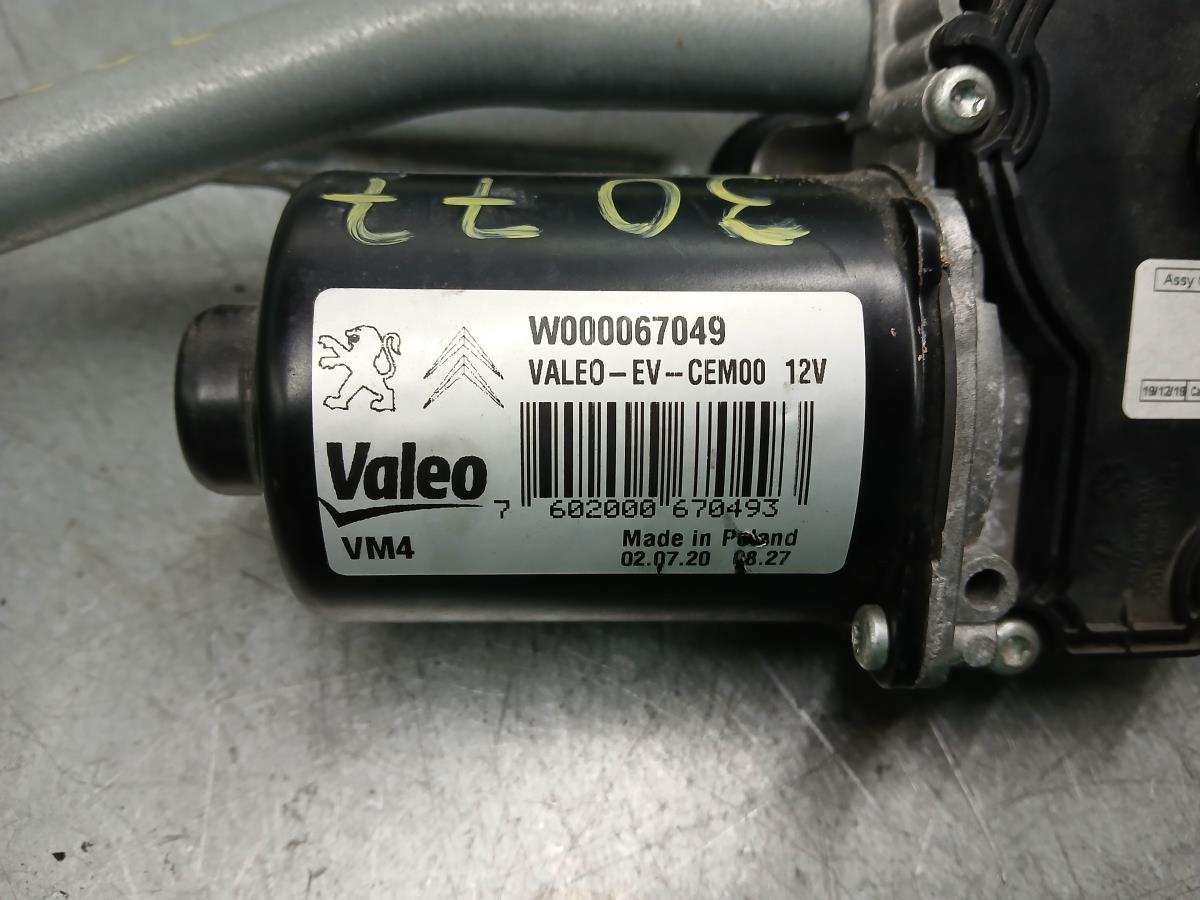 3077
W000067049
VALEO-EV-CEM00 12V
Valeo
7 602000 670493
VM4
Made in Poland
02.07.20 08.27
Assy
19/12/19